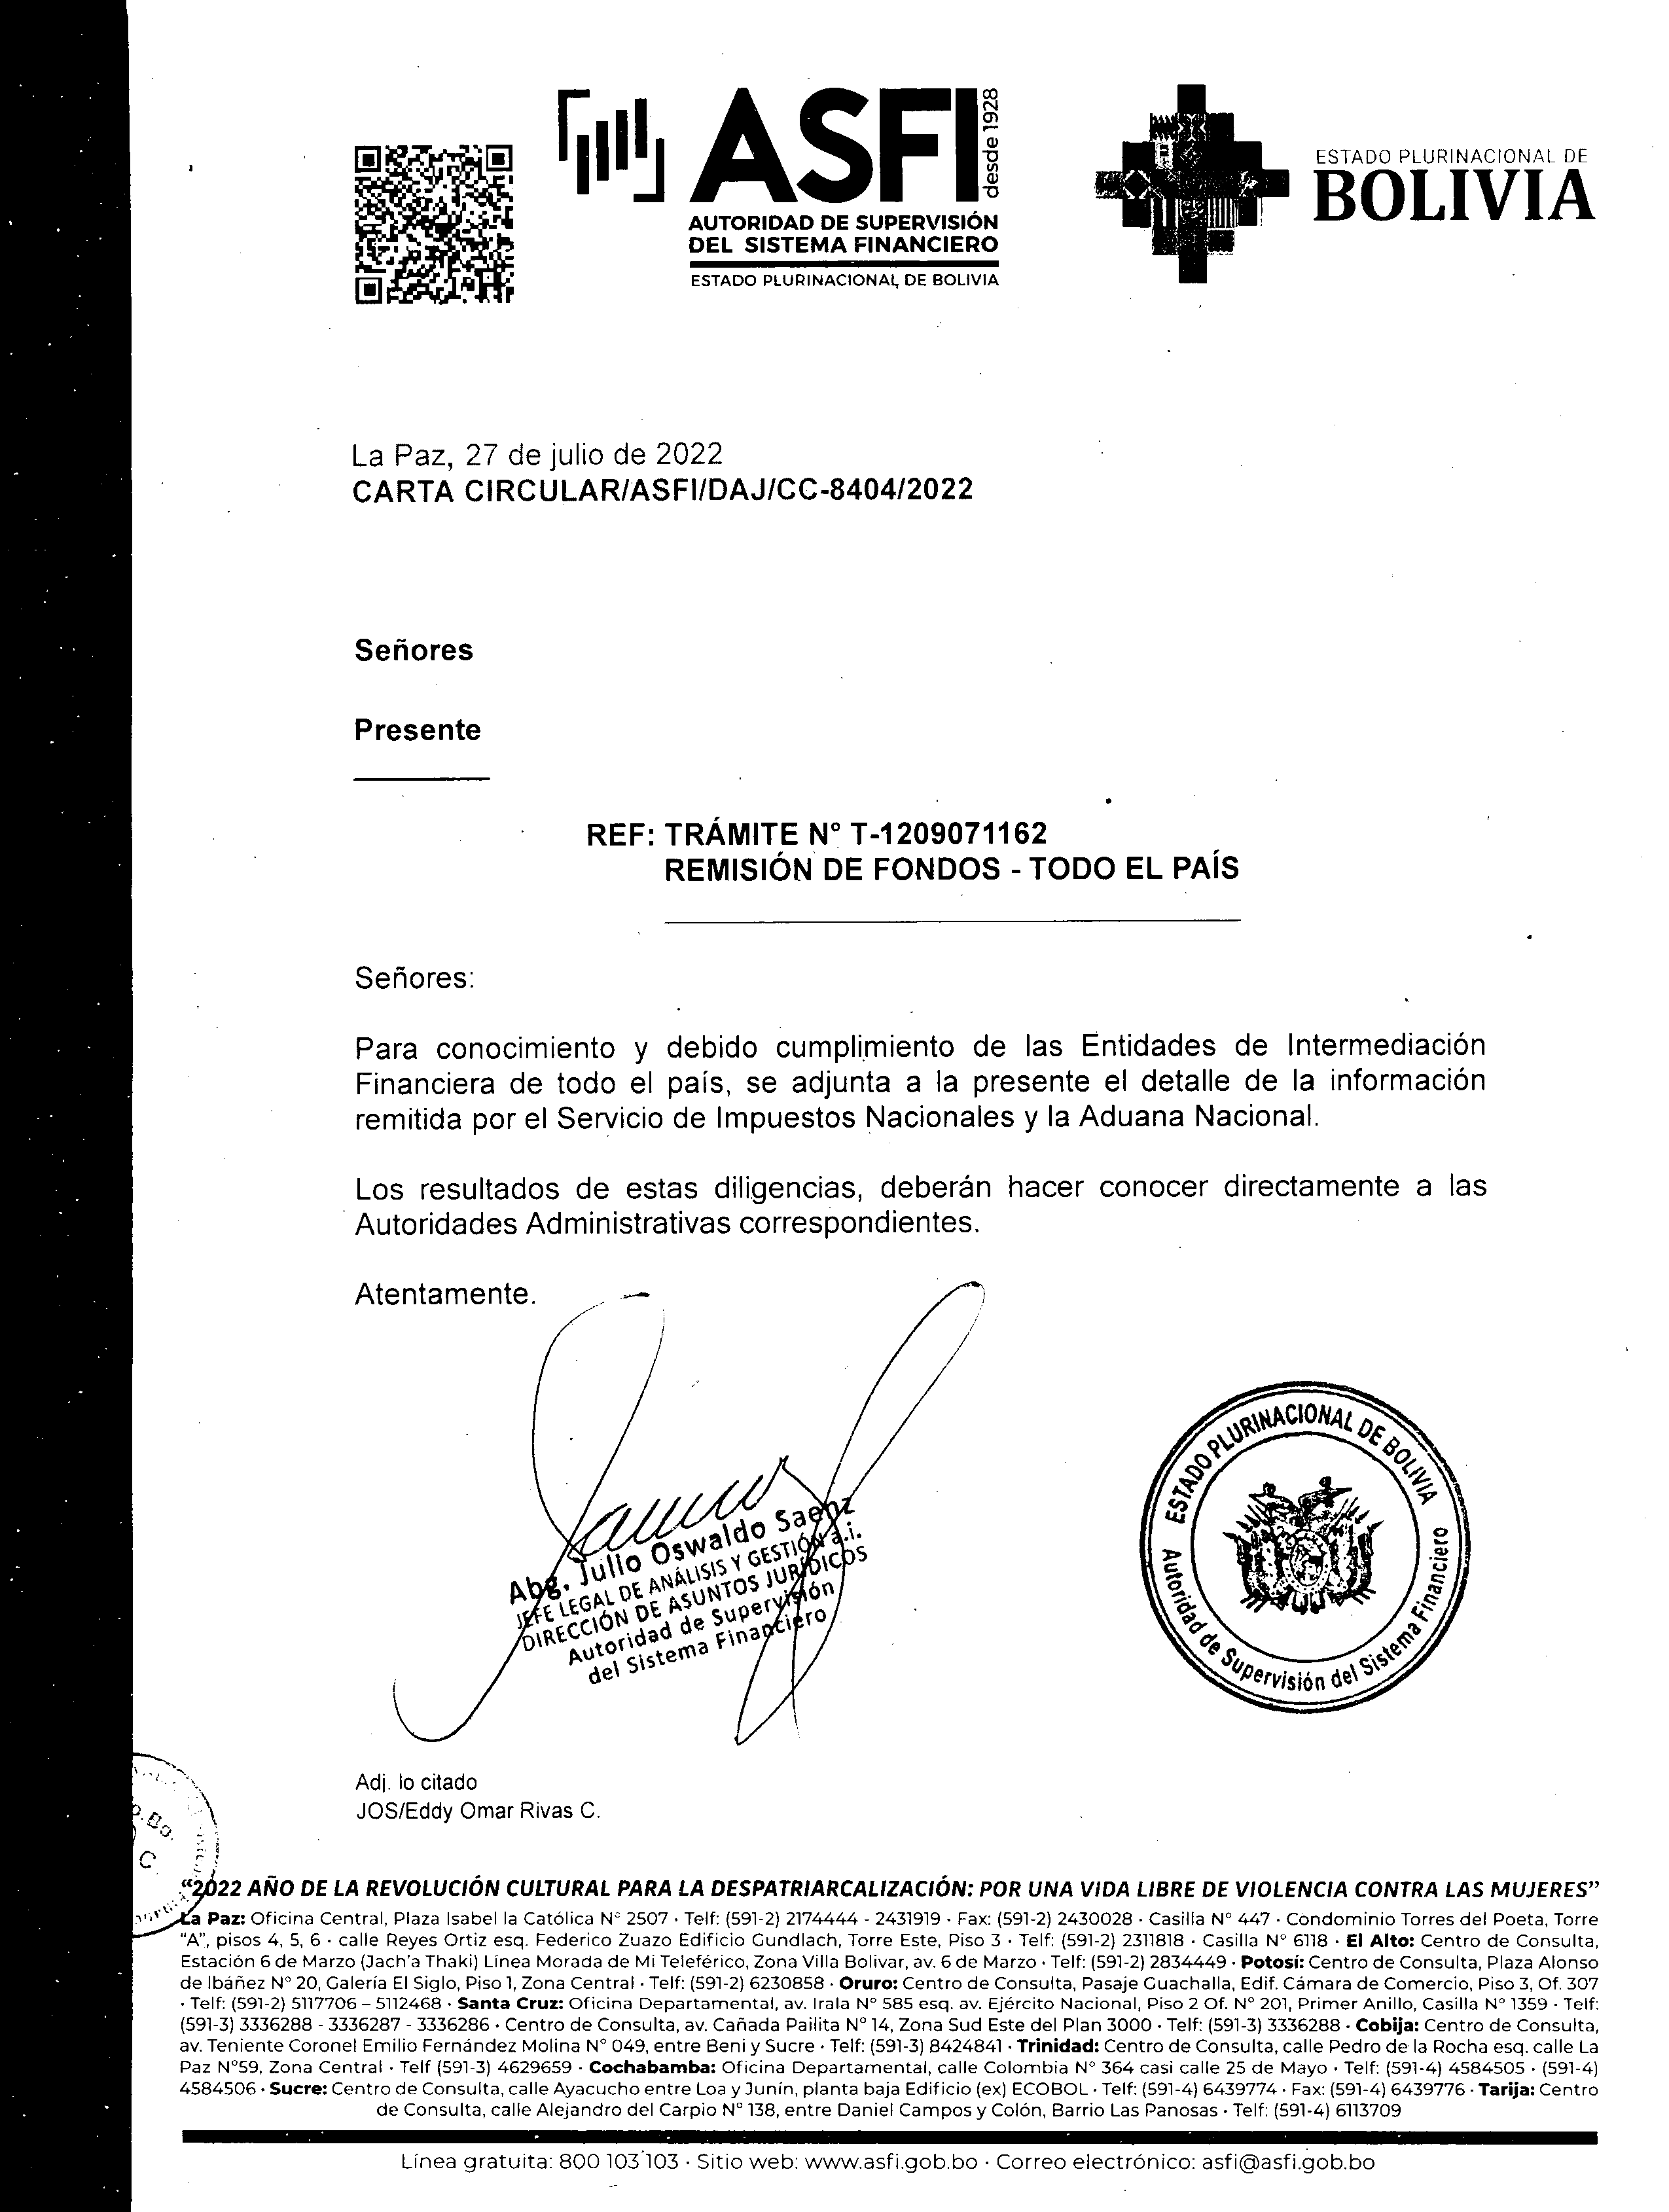 ASFI
desde 1928
AUTORIDAD DE SUPERVISIÓN
DEL SISTEMA FINANCIERO
ESTADO PLURINACIONAL DE BOLIVIA
ESTADO PLURINACIONAL DE
BOLIVIA
La Paz, 27 de julio de 2022
CARTA CIRCULAR/ASFI/DAJ/CC-8404/2022
Señores
Presente
REF: TRÁMITE N° T-1209071162
REMISIÓN DE FONDOS - TODO EL PAÍS
Señores:
Para conocimiento y debido cumplimiento de las Entidades de Intermediación
Financiera de todo el país, se adjunta a la presente el detalle de la información
remitida por el Servicio de Impuestos Nacionales y la Aduana Nacional.
Los resultados de estas diligencias, deberán hacer conocer directamente a las
Autoridades Administrativas correspondientes.
Atentamente.
Abg. Julio Oswaldo Saenz
JEFE LEGAL DE ANÁLISIS Y GESTIÓN a.i.
DIRECCIÓN DE ASUNTOS JURÍDICOS
Autoridad de Supervisión
del Sistema Financiero
ESTADO PLURINACIONAL DE BOLIVIA
Autoridad de Supervisión del Sistema Financiero
Adj. lo citado
JOS/Eddy Omar Rivas C.
“2022 AÑO DE LA REVOLUCIÓN CULTURAL PARA LA DESPATRIARCALIZACIÓN: POR UNA VIDA LIBRE DE VIOLENCIA CONTRA LAS MUJERES”
La Paz: Oficina Central, Plaza Isabel la Católica N° 2507 · Telf: (591-2) 2174444 - 2431919 · Fax: (591-2) 2430028 · Casilla N° 447 · Condominio Torres del Poeta, Torre
“A”, pisos 4, 5, 6 · calle Reyes Ortiz esq. Federico Zuazo Edificio Gundlach, Torre Este, Piso 3 · Telf: (591-2) 2311818 · Casilla N° 6118 · El Alto: Centro de Consulta,
Estación 6 de Marzo (Jach’a Thaki) Línea Morada de Mi Teleférico, Zona Villa Bolivar, av. 6 de Marzo · Telf: (591-2) 2834449 · Potosí: Centro de Consulta, Plaza Alonso
de Ibáñez N° 20, Galería El Siglo, Piso 1, Zona Central · Telf: (591-2) 6230858 · Oruro: Centro de Consulta, Pasaje Guachalla, Edif. Cámara de Comercio, Piso 3, Of. 307
· Telf: (591-2) 5117706 – 5112468 · Santa Cruz: Oficina Departamental, av. Irala N° 585 esq. av. Ejército Nacional, Piso 2 Of. N° 201, Primer Anillo, Casilla N° 1359 · Telf:
(591-3) 3336288 - 3336287 - 3336286 · Centro de Consulta, av. Cañada Pailita N° 14, Zona Sud Este del Plan 3000 · Telf: (591-3) 3336288 · Cobija: Centro de Consulta,
av. Teniente Coronel Emilio Fernández Molina N° 049, entre Beni y Sucre · Telf: (591-3) 8424841 · Trinidad: Centro de Consulta, calle Pedro de la Rocha esq. calle La
Paz N°59, Zona Central · Telf (591-3) 4629659 · Cochabamba: Oficina Departamental, calle Colombia N° 364 casi calle 25 de Mayo · Telf: (591-4) 4584505 · (591-4)
4584506 · Sucre: Centro de Consulta, calle Ayacucho entre Loa y Junín, planta baja Edificio (ex) ECOBOL · Telf: (591-4) 6439774 · Fax: (591-4) 6439776 · Tarija: Centro
de Consulta, calle Alejandro del Carpio N° 138, entre Daniel Campos y Colón, Barrio Las Panosas · Telf: (591-4) 6113709
Línea gratuita: 800 103 103 · Sitio web: www.asfi.gob.bo · Correo electrónico: asfi@asfi.gob.bo